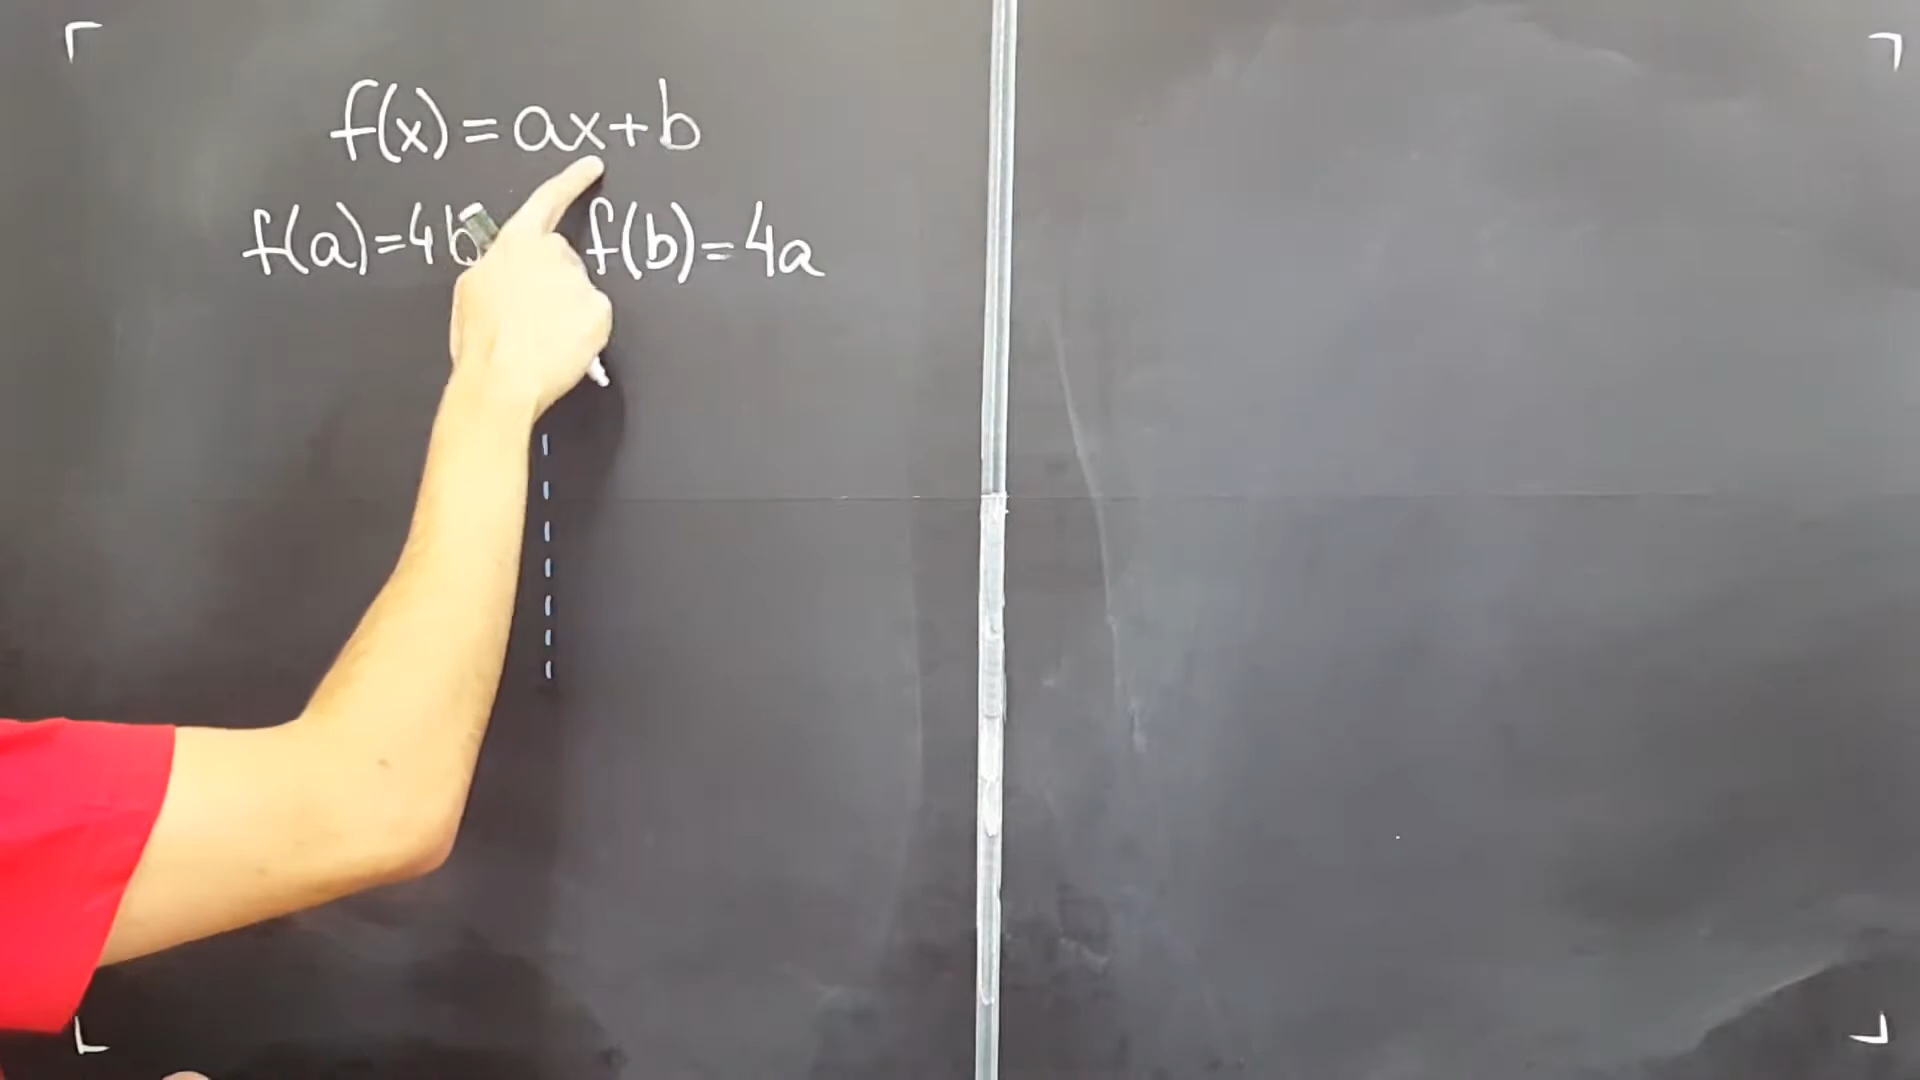 f(x) = ax+b
f(a)=4b f(b)=4a